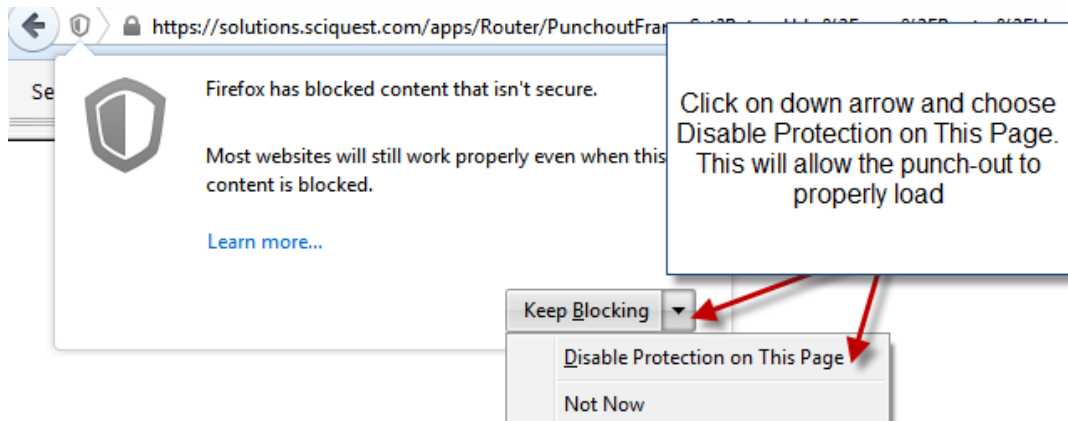 https://solutions.sciquest.com/apps/Router/PunchoutFram
Se
Firefox has blocked content that isn't secure.
Most websites will still work properly even when this
content is blocked.
Learn more...
Click on down arrow and choose
Disable Protection on This Page.
This will allow the punch-out to
properly load
Keep Blocking
Disable Protection on This Page
Not Now